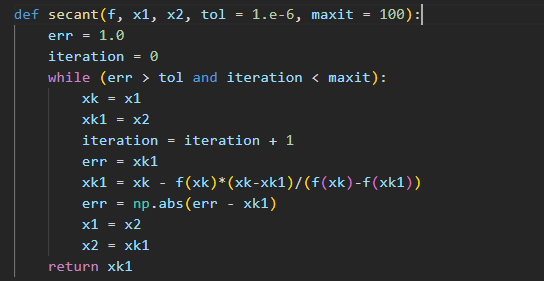 def secant(f, x1, x2, tol = 1.e-6, maxit = 100):
    err = 1.0
    iteration = 0
    while (err > tol and iteration < maxit):
        xk = x1
        xk1 = x2
        iteration = iteration + 1
        err = xk1
        xk1 = xk - f(xk)*(xk-xk1)/(f(xk)-f(xk1))
        err = np.abs(err - xk1)
        x1 = x2
        x2 = xk1
    return xk1